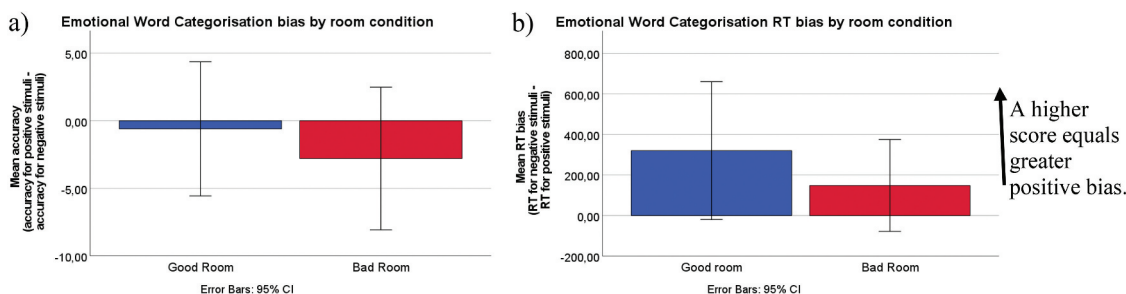 a)
Emotional Word Categorisation bias by room condition
Mean accuracy
(accuracy for positive stimuli -
accuracy for negative stimuli)
5,00
0,00
-5,00
-10,00
Good Room
Bad Room
Error Bars: 95% CI
b)
Emotional Word Categorisation RT bias by room condition
Mean RT bias
(RT for negative stimuli -
RT for positive stimuli)
800,00
600,00
400,00
200,00
0,00
-200,00
Good room
Bad Room
Error Bars: 95% CI
A higher
score equals
greater
positive bias.